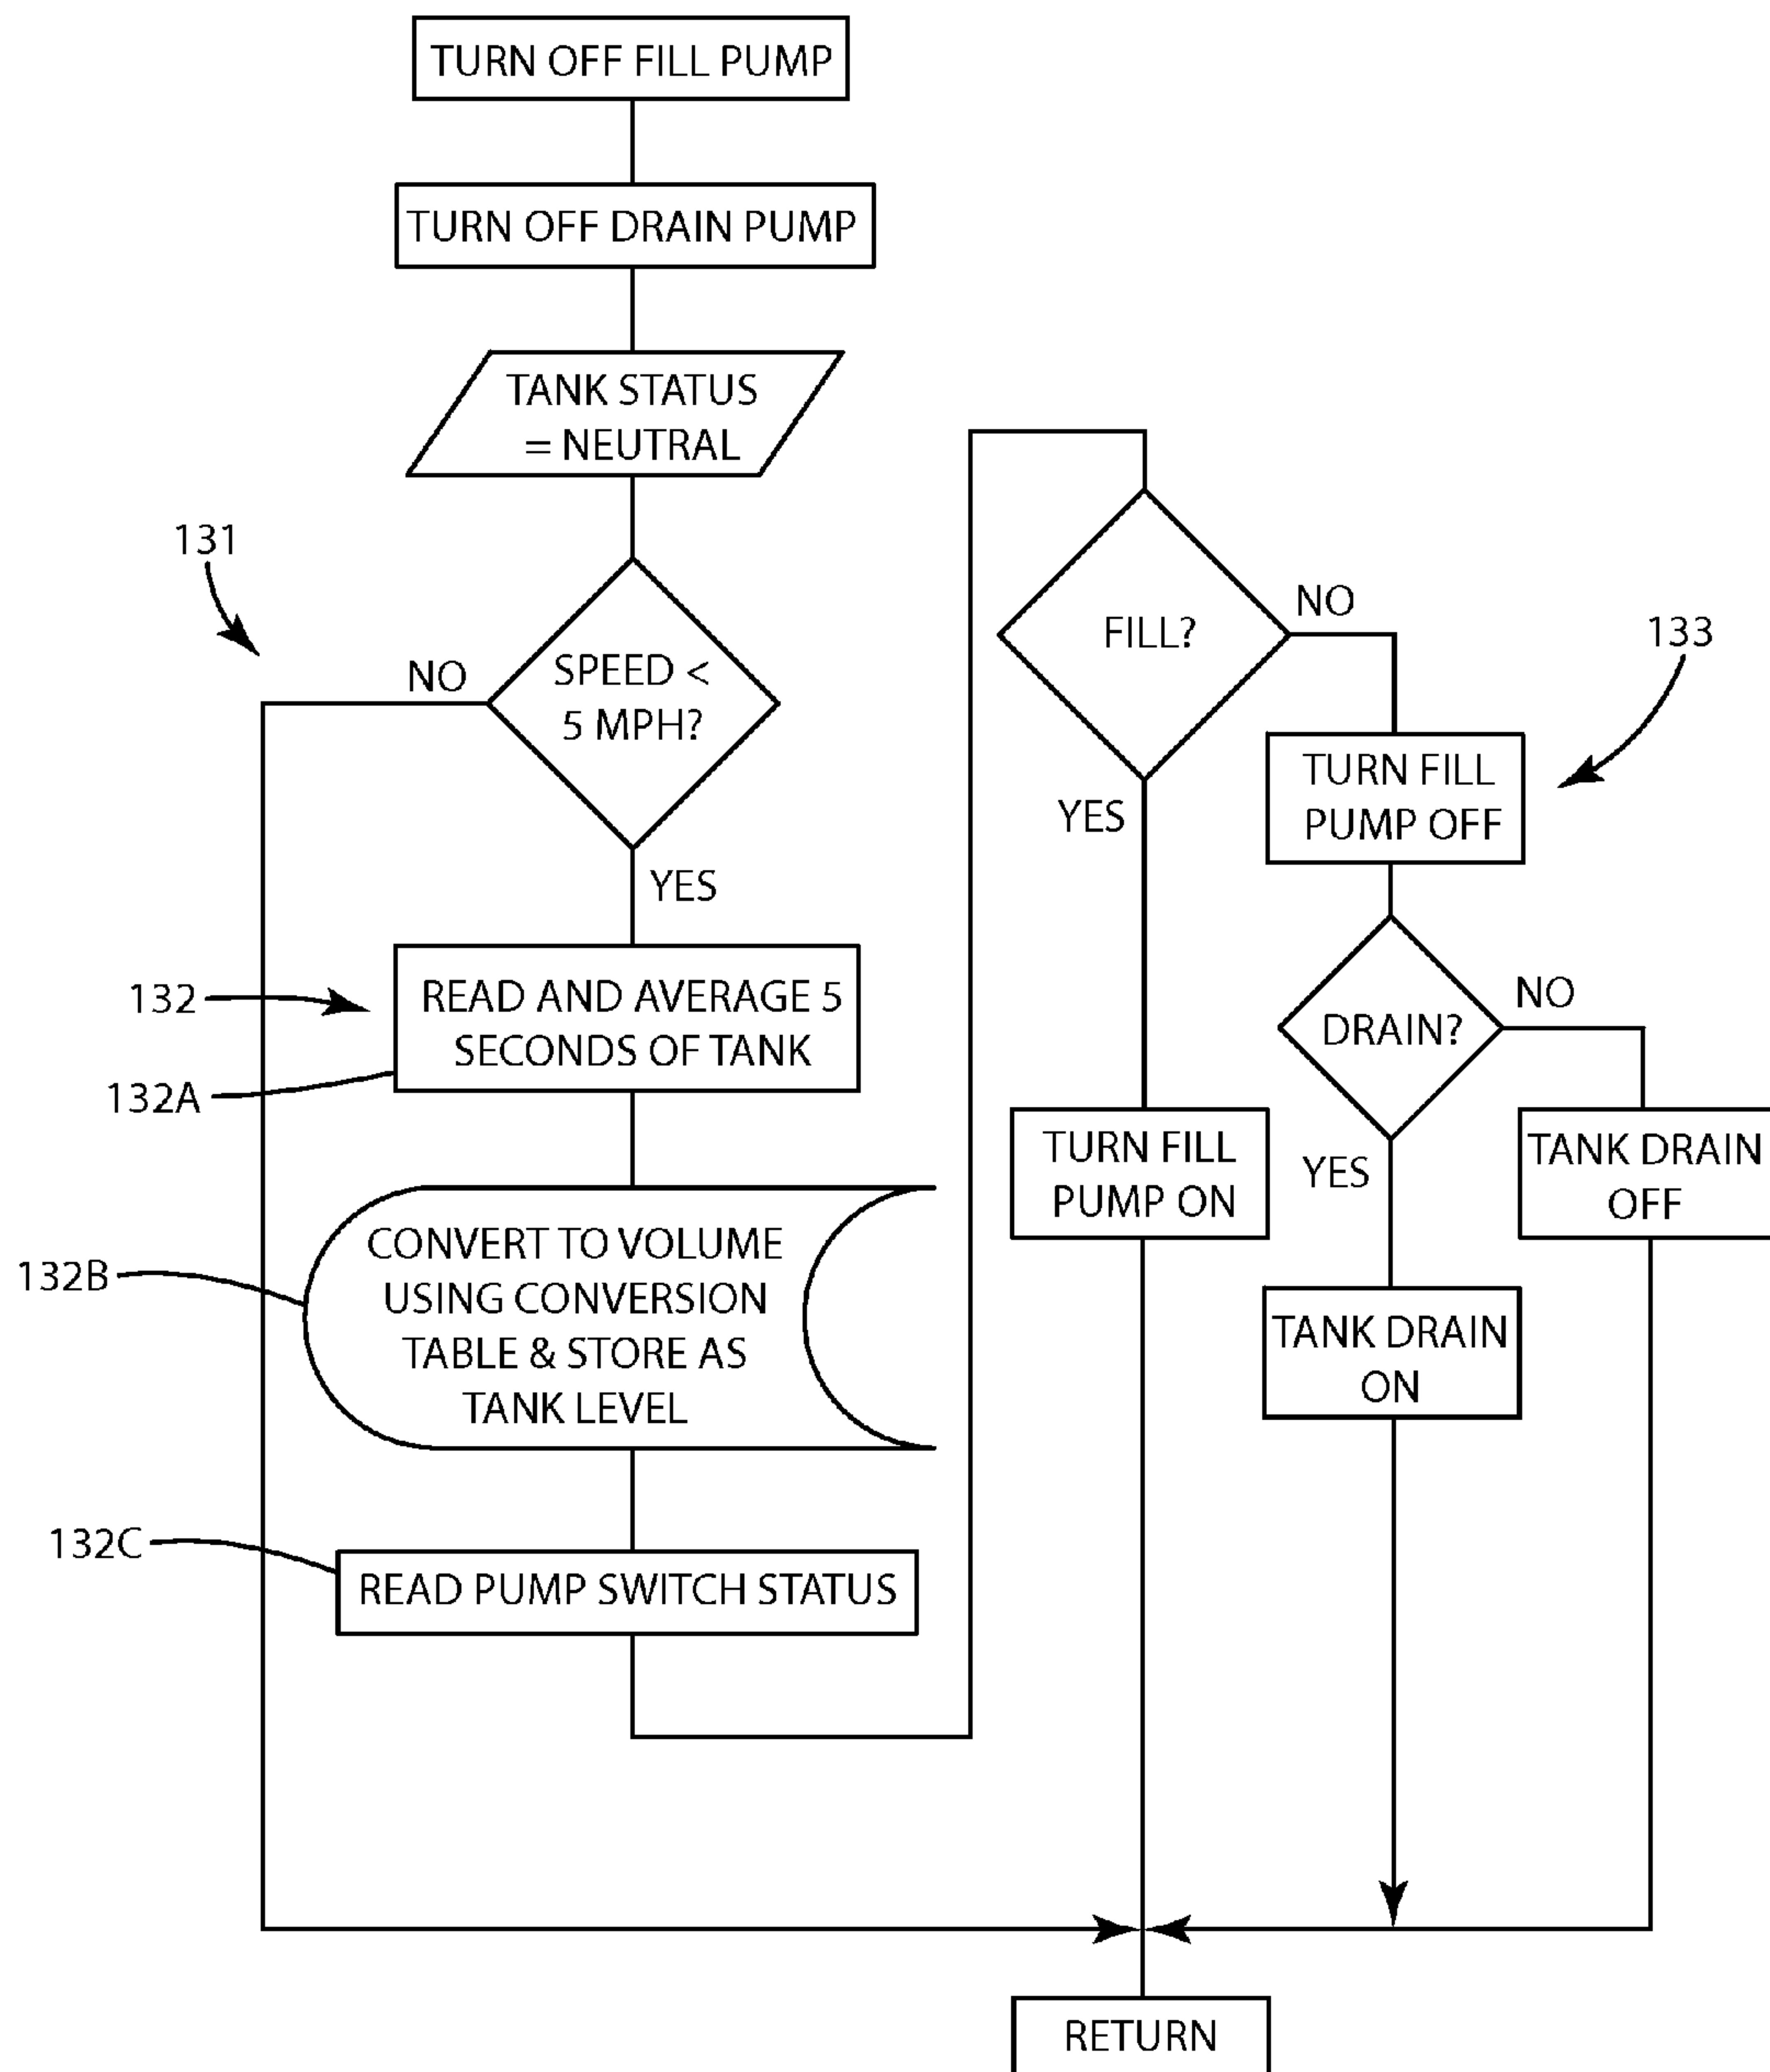 TURN OFF FILL PUMP
TURN OFF DRAIN PUMP
TANK STATUS
= NEUTRAL
131
NO
SPEED <
5 MPH?
YES
132
READ AND AVERAGE 5
SECONDS OF TANK
132A
132B
CONVERT TO VOLUME
USING CONVERSION
TABLE & STORE AS
TANK LEVEL
132C
READ PUMP SWITCH STATUS
FILL?
NO
133
YES
TURN FILL
PUMP OFF
DRAIN?
NO
TURN FILL
PUMP ON
YES
TANK DRAIN
OFF
TANK DRAIN
ON
RETURN